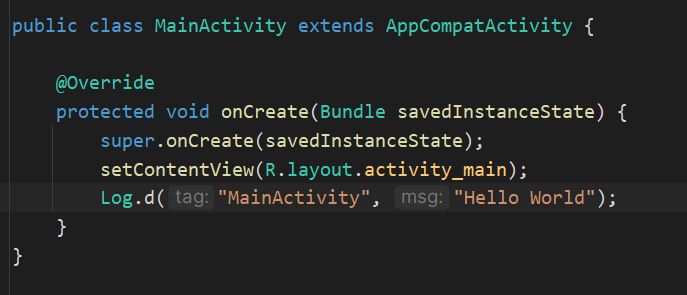 public class MainActivity extends AppCompatActivity {
@Override
protected void onCreate(Bundle savedInstanceState) {
super.onCreate(savedInstanceState);
setContentView(R.layout.activity_main);
Log.d( tag: "MainActivity", msg: "Hello World");
}
}